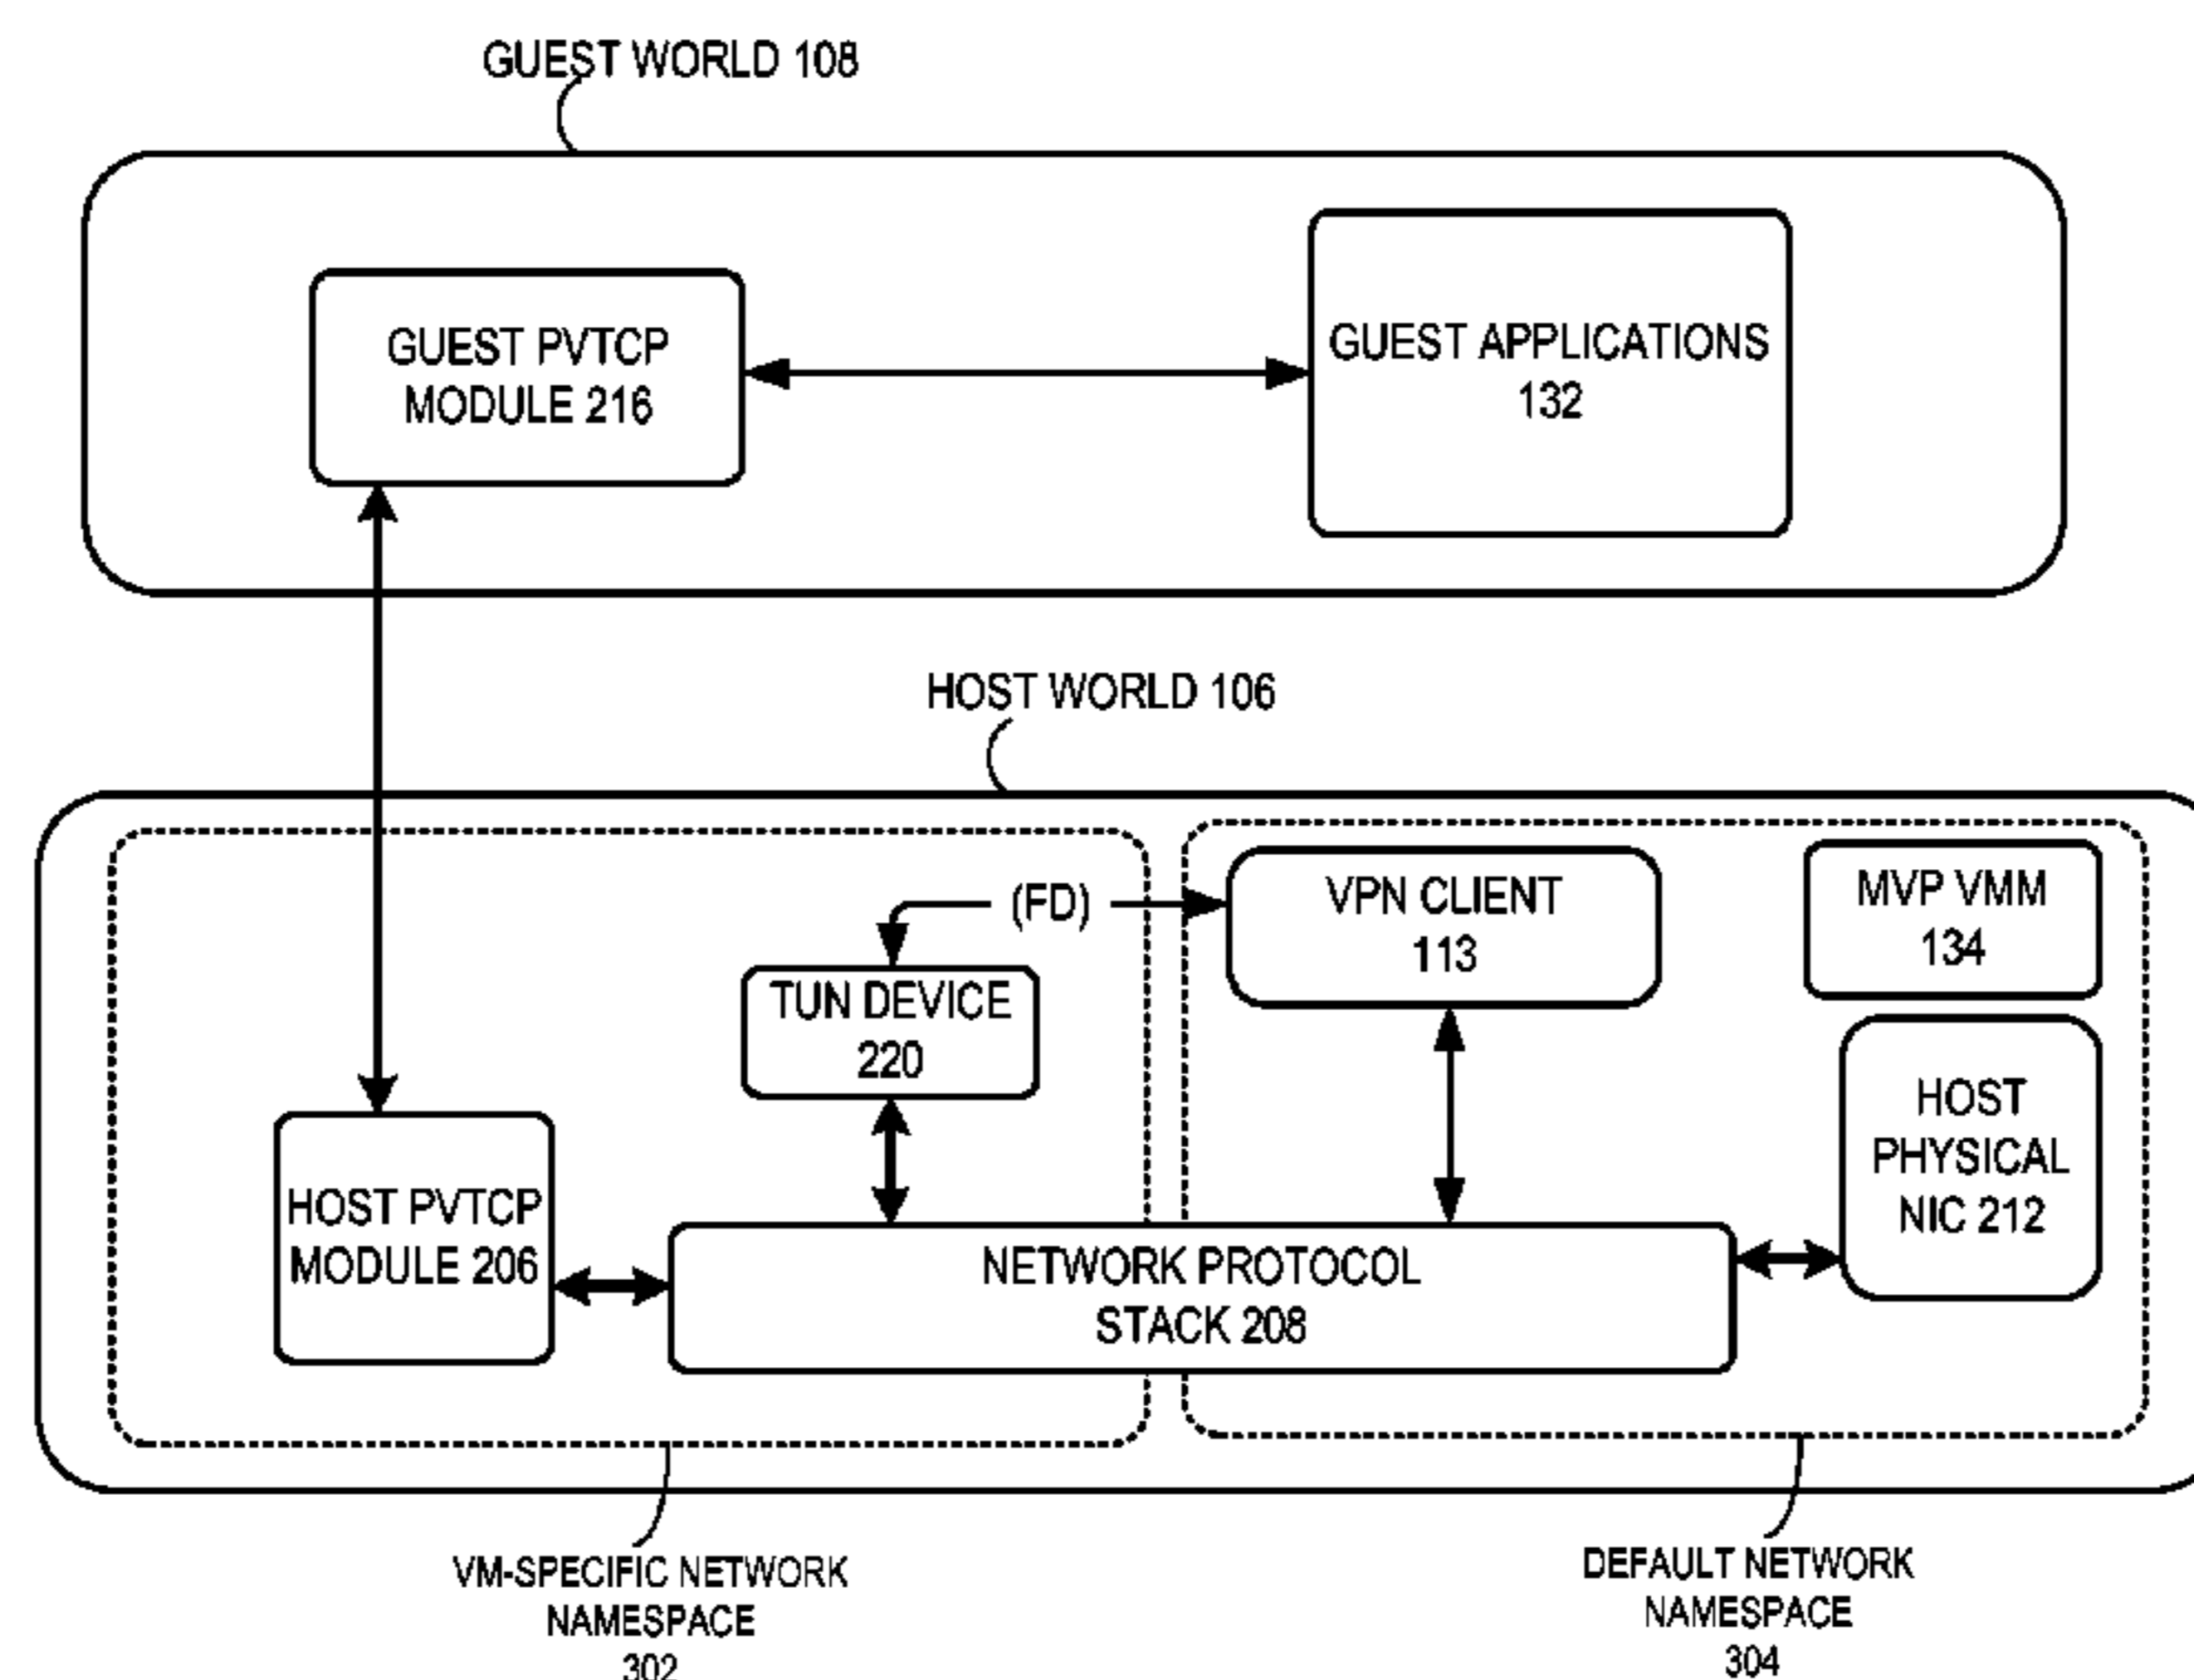 GUEST WORLD 108
GUEST PVTCP
MODULE 216
GUEST APPLICATIONS
132
HOST WORLD 106
(FD)
VPN CLIENT
113
MVP VMM
134
TUN DEVICE
220
HOST
PHYSICAL
NIC 212
HOST PVTCP
MODULE 206
NETWORK PROTOCOL
STACK 208
VM-SPECIFIC NETWORK
NAMESPACE
302
DEFAULT NETWORK
NAMESPACE
304